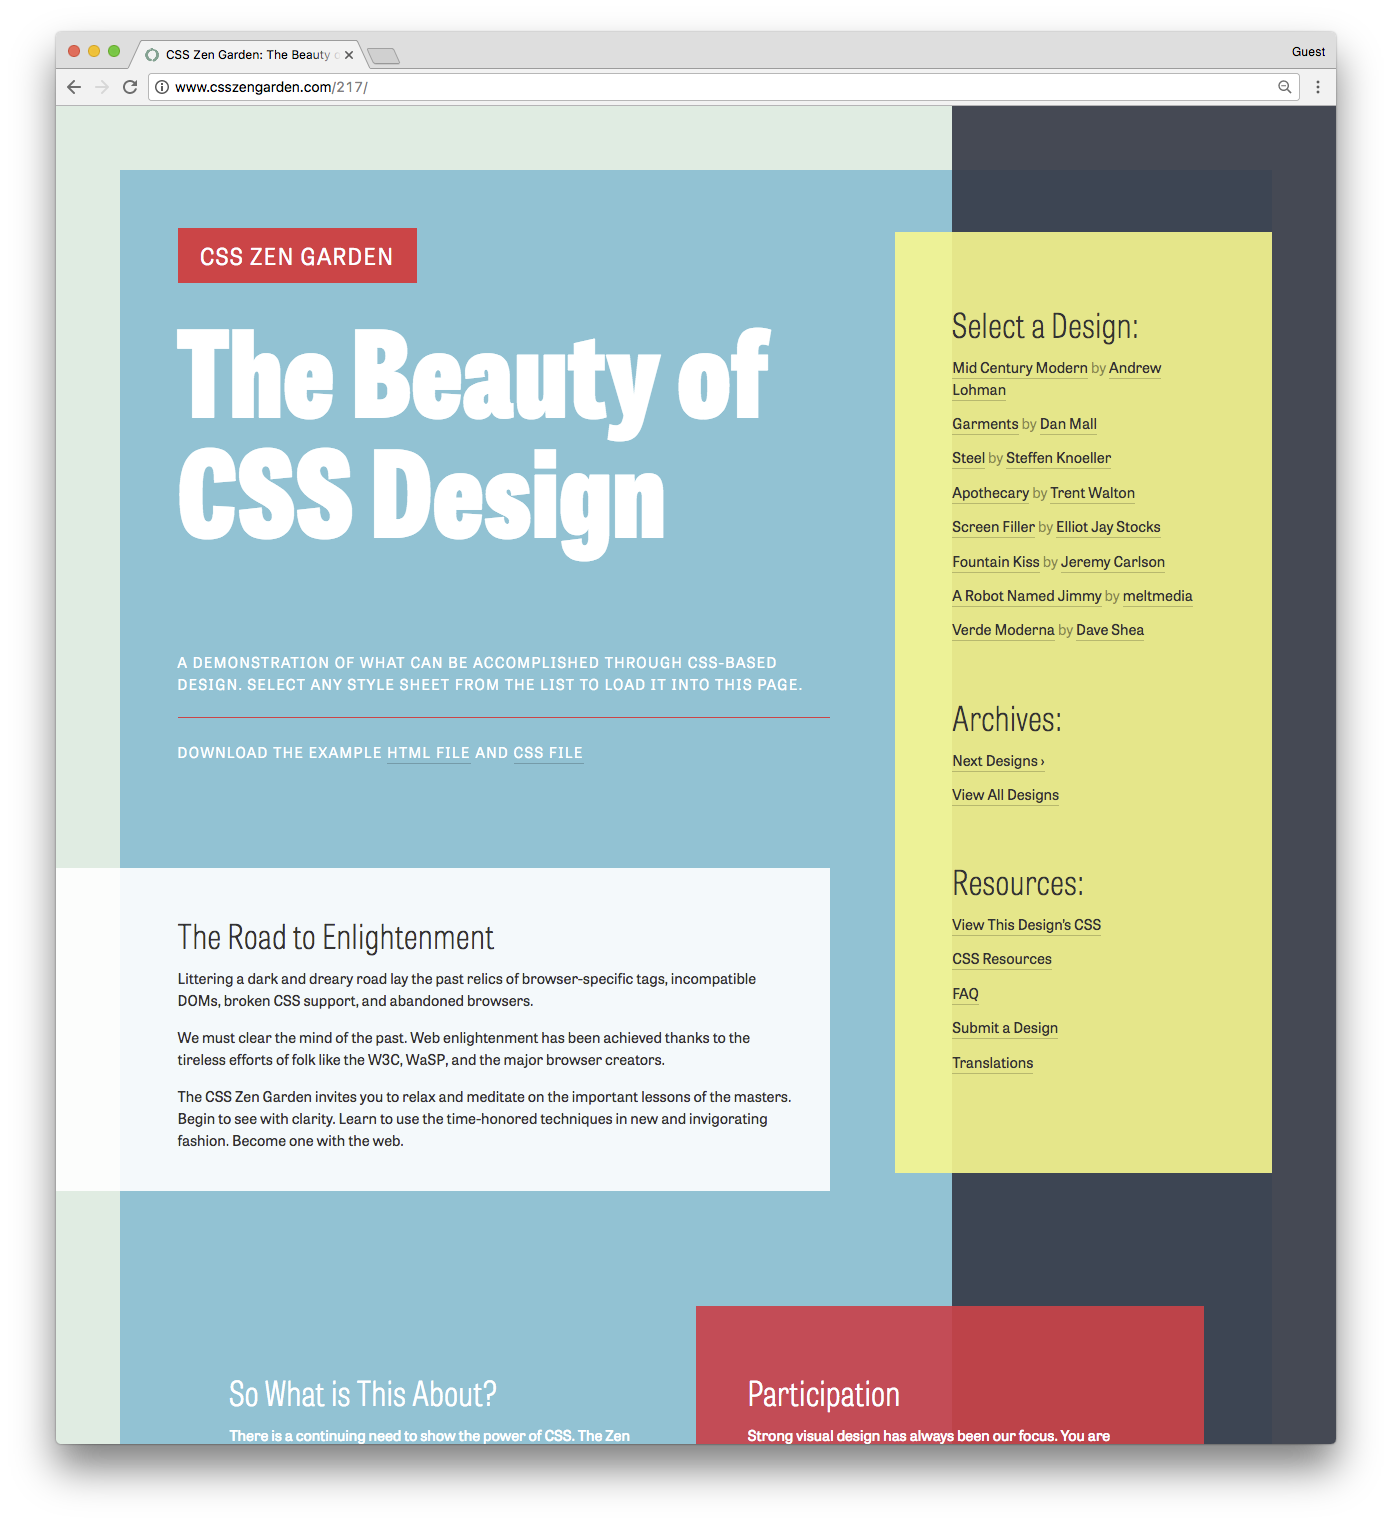 CSS Zen Garden: The Beauty o
Guest
www.csszengarden.com/217/
CSS ZEN GARDEN
The Beauty of
CSS Design
A DEMONSTRATION OF WHAT CAN BE ACCOMPLISHED THROUGH CSS-BASED
DESIGN. SELECT ANY STYLE SHEET FROM THE LIST TO LOAD IT INTO THIS PAGE.
DOWNLOAD THE EXAMPLE HTML FILE AND CSS FILE
The Road to Enlightenment
Littering a dark and dreary road lay the past relics of browser-specific tags, incompatible
DOMs, broken CSS support, and abandoned browsers.
We must clear the mind of the past. Web enlightenment has been achieved thanks to the
tireless efforts of folk like the W3C, WaSP, and the major browser creators.
The CSS Zen Garden invites you to relax and meditate on the important lessons of the masters.
Begin to see with clarity. Learn to use the time-honored techniques in new and invigorating
fashion. Become one with the web.
Select a Design:
Mid Century Modern by Andrew
Lohman
Garments by Dan Mall
Steel by Steffen Knoeller
Apothecary by Trent Walton
Screen Filler by Elliot Jay Stocks
Fountain Kiss by Jeremy Carlson
A Robot Named Jimmy by meltmedia
Verde Moderna by Dave Shea
Archives:
Next Designs ›
View All Designs
Resources:
View This Design's CSS
CSS Resources
FAQ
Submit a Design
Translations
So What is This About?
There is a continuing need to show the power of CSS. The Zen
Participation
Strong visual design has always been our focus. You are